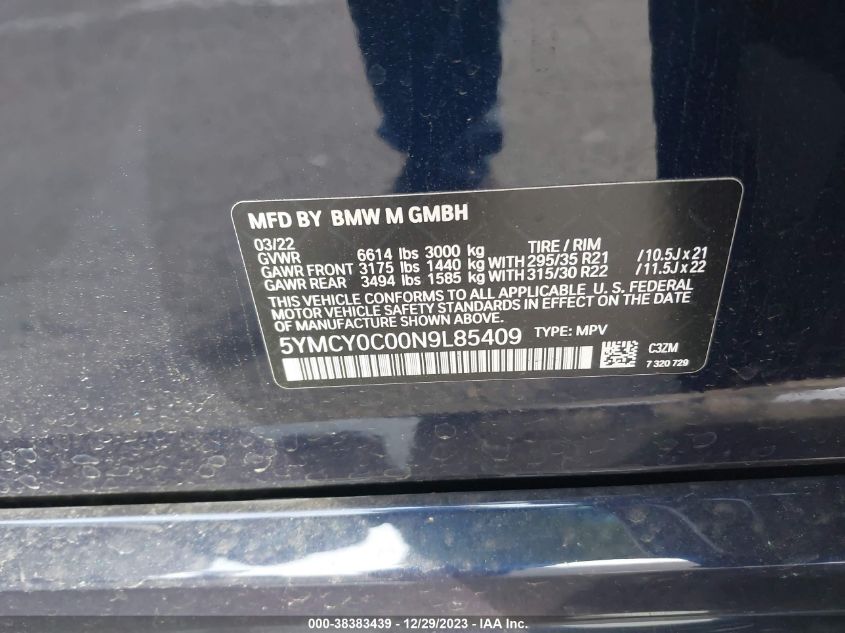 MFD BY BMW M GMBH
03/22 TIRE / RIM
GVWR 6614 lbs 3000 kg
GAWR FRONT 3175 lbs 1440 kg WITH 295/35 R21 /10.5J x 21
GAWR REAR 3494 lbs 1585 kg WITH 315/30 R22 /11.5J x 22
THIS VEHICLE CONFORMS TO ALL APPLICABLE U. S. FEDERAL
MOTOR VEHICLE SAFETY STANDARDS IN EFFECT ON THE DATE
OF MANUFACTURE SHOWN ABOVE.
5YMCY0C00N9L85409 TYPE: MPV
C3ZM
7 320 729
000-38383439 - 12/29/2023 - IAA Inc.